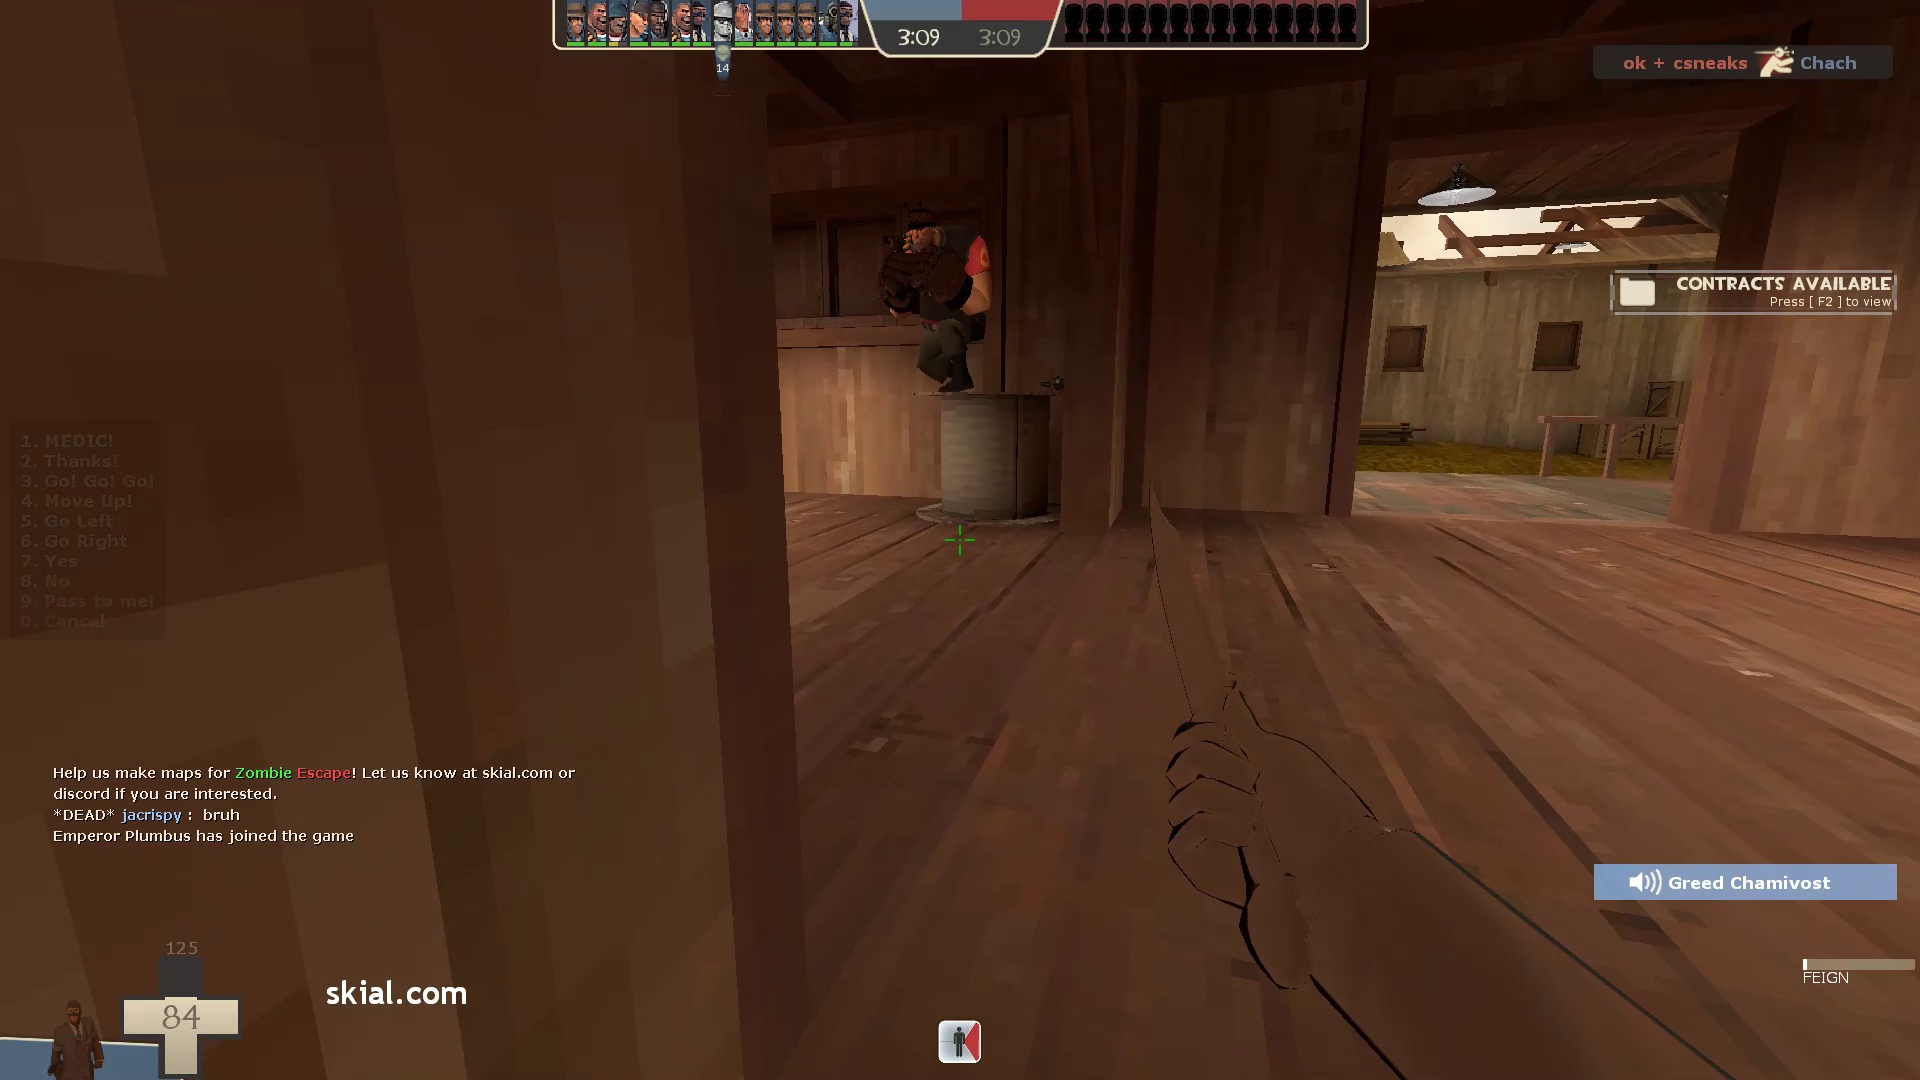 3:09
3:09
14
ok + csneaks Chach
CONTRACTS AVAILABLE
Press [ F2 ] to view
1. MEDIC!
2. Thanks!
3. Go! Go! Go!
4. Move Up!
5. Go Left
6. Go Right
7. Yes
8. No
9. Pass to me!
0. Cancel
Help us make maps for Zombie Escape! Let us know at skial.com or
discord if you are interested.
*DEAD* jacrispy : bruh
Emperor Plumbus has joined the game
Greed Chamivost
125
84
skial.com
FEIGN